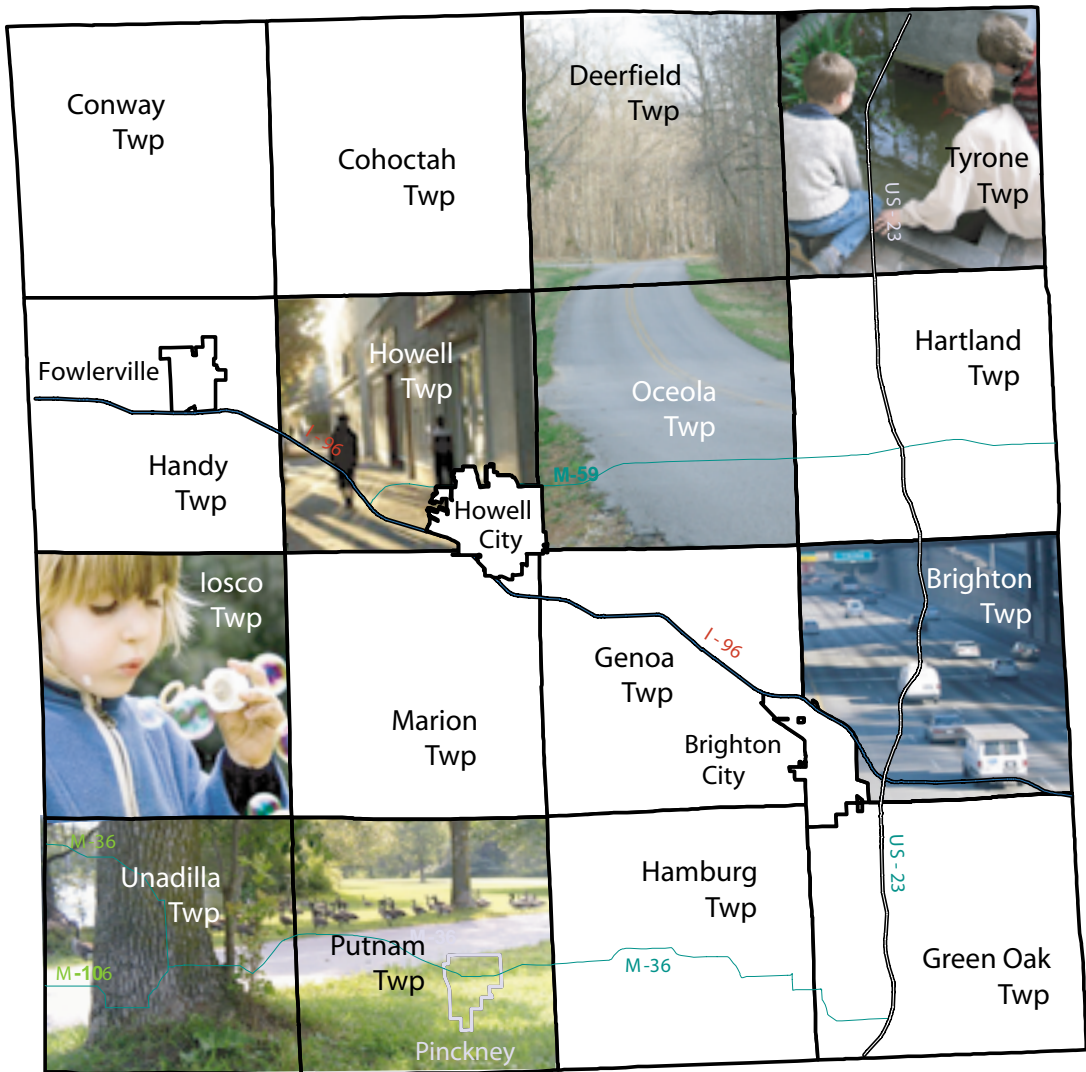 Conway
Twp
Cohoctah
Twp
Deerfield
Twp
Tyrone
Twp
US - 23
Fowlerville
Howell
Twp
Hartland
Twp
Oceola
Twp
I - 96
Handy
Twp
M-59
Howell
City
Iosco
Twp
Brighton
Twp
I - 96
Genoa
Twp
Marion
Twp
Brighton
City
M-36
Unadilla
Twp
Hamburg
Twp
US - 23
M-36
Putnam
Twp
M-106
M-36
Green Oak
Twp
Pinckney